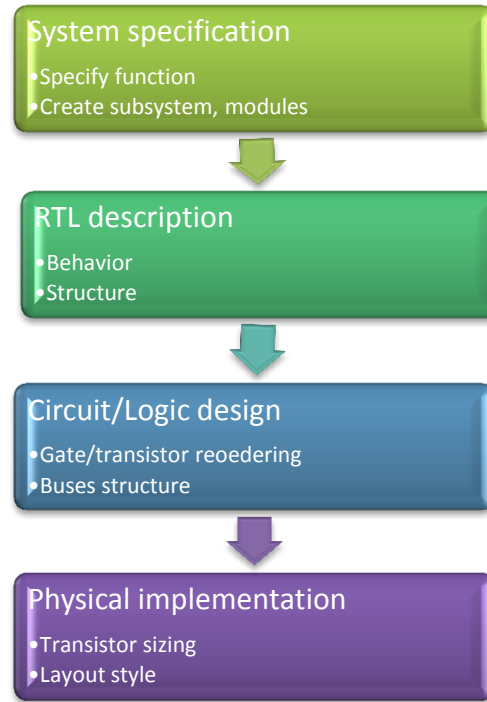 System specification
•Specify function
•Create subsystem, modules
RTL description
•Behavior
•Structure
Circuit/Logic design
•Gate/transistor reoedering
•Buses structure
Physical implementation
•Transistor sizing
•Layout style